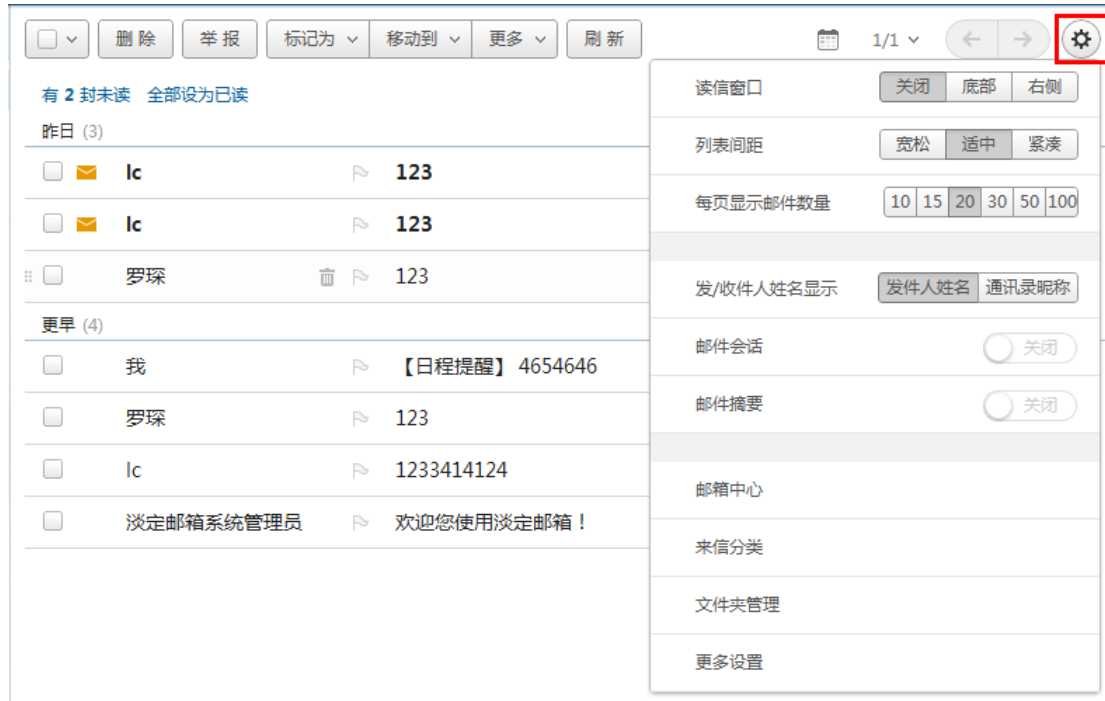 删 除 举 报 标记为 移动到 更多 刷 新 1/1
有 2 封未读 全部设为已读
昨日 (3)
lc 123
lc 123
罗琛 123
更早 (4)
我 【日程提醒】 4654646
罗琛 123
lc 1233414124
淡定邮箱系统管理员 欢迎您使用淡定邮箱！
读信窗口 关闭 底部 右侧
列表间距 宽松 适中 紧凑
每页显示邮件数量 10 15 20 30 50 100
发/收件人姓名显示 发件人姓名 通讯录昵称
邮件会话 关闭
邮件摘要 关闭
邮箱中心
来信分类
文件夹管理
更多设置